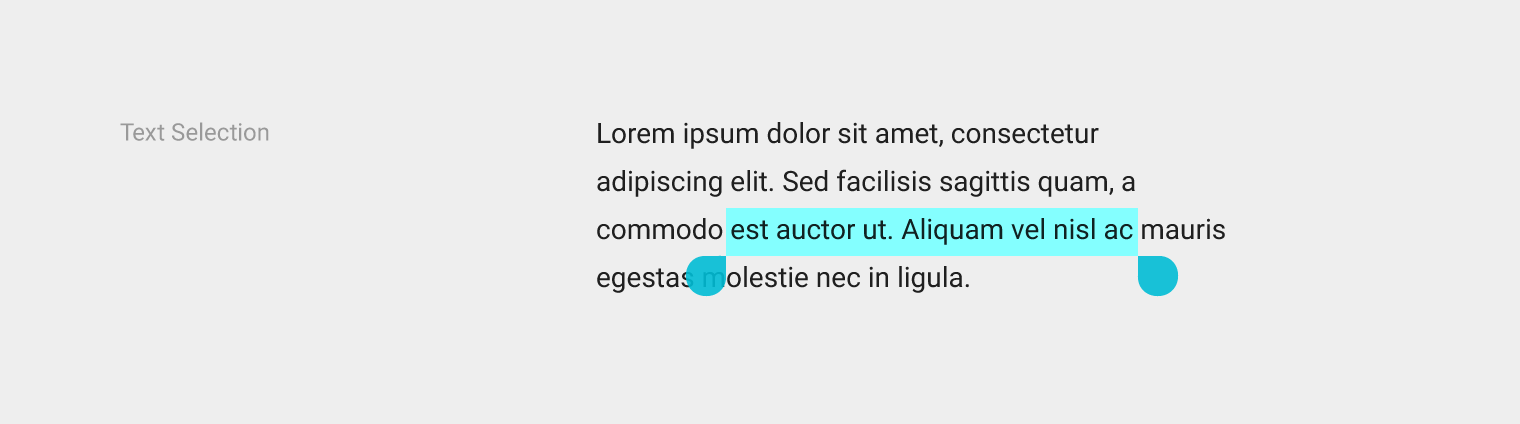 Text Selection
Lorem ipsum dolor sit amet, consectetur
adipiscing elit. Sed facilisis sagittis quam, a
commodo est auctor ut. Aliquam vel nisl ac mauris
egestas molestie nec in ligula.